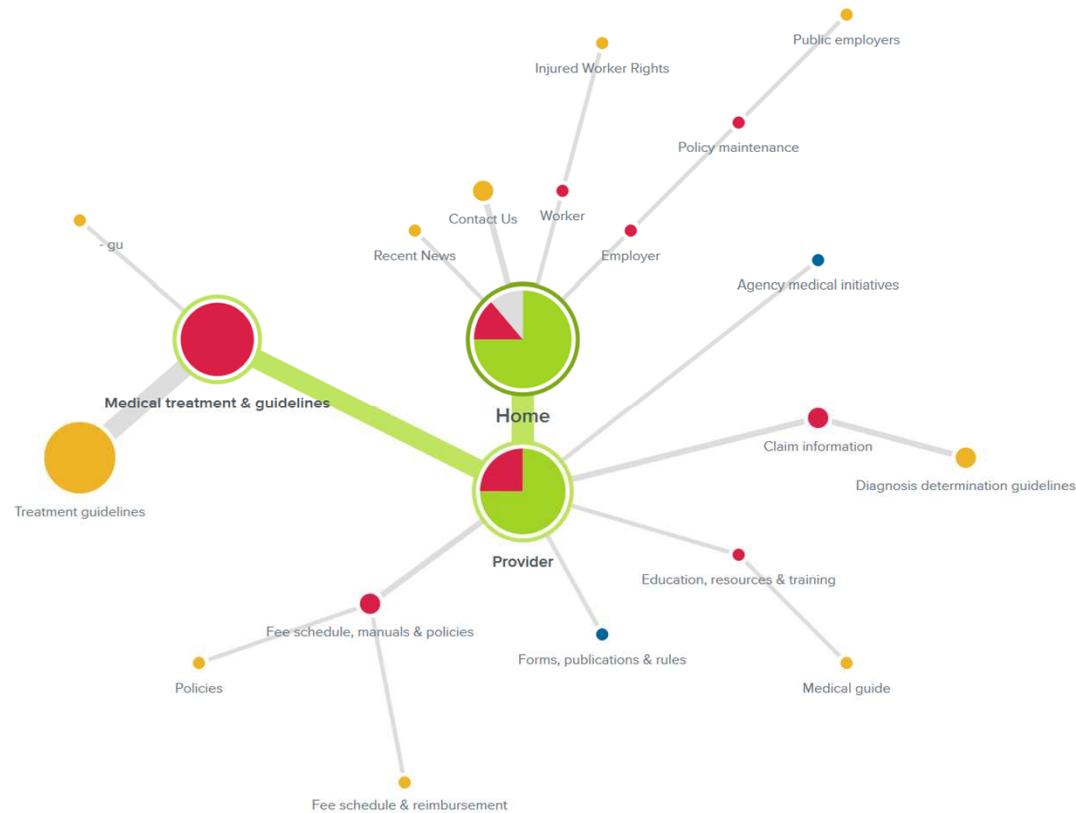 Public employers
Injured Worker Rights
Policy maintenance
Contact Us
Worker
- gu
Recent News
Employer
Agency medical initiatives
Medical treatment & guidelines
Home
Claim information
Diagnosis determination guidelines
Treatment guidelines
Provider
Education, resources & training
Fee schedule, manuals & policies
Forms, publications & rules
Policies
Medical guide
Fee schedule & reimbursement